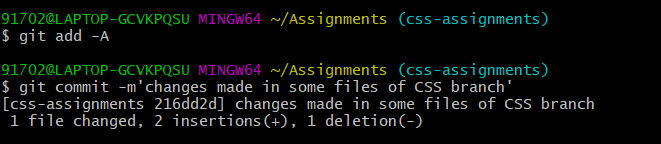 91702@LAPTOP-GCVKPQSU MINGW64 ~/Assignments (css-assignments)
$ git add -A
91702@LAPTOP-GCVKPQSU MINGW64 ~/Assignments (css-assignments)
$ git commit -m'changes made in some files of CSS branch'
[css-assignments 216dd2d] changes made in some files of CSS branch
 1 file changed, 2 insertions(+), 1 deletion(-)